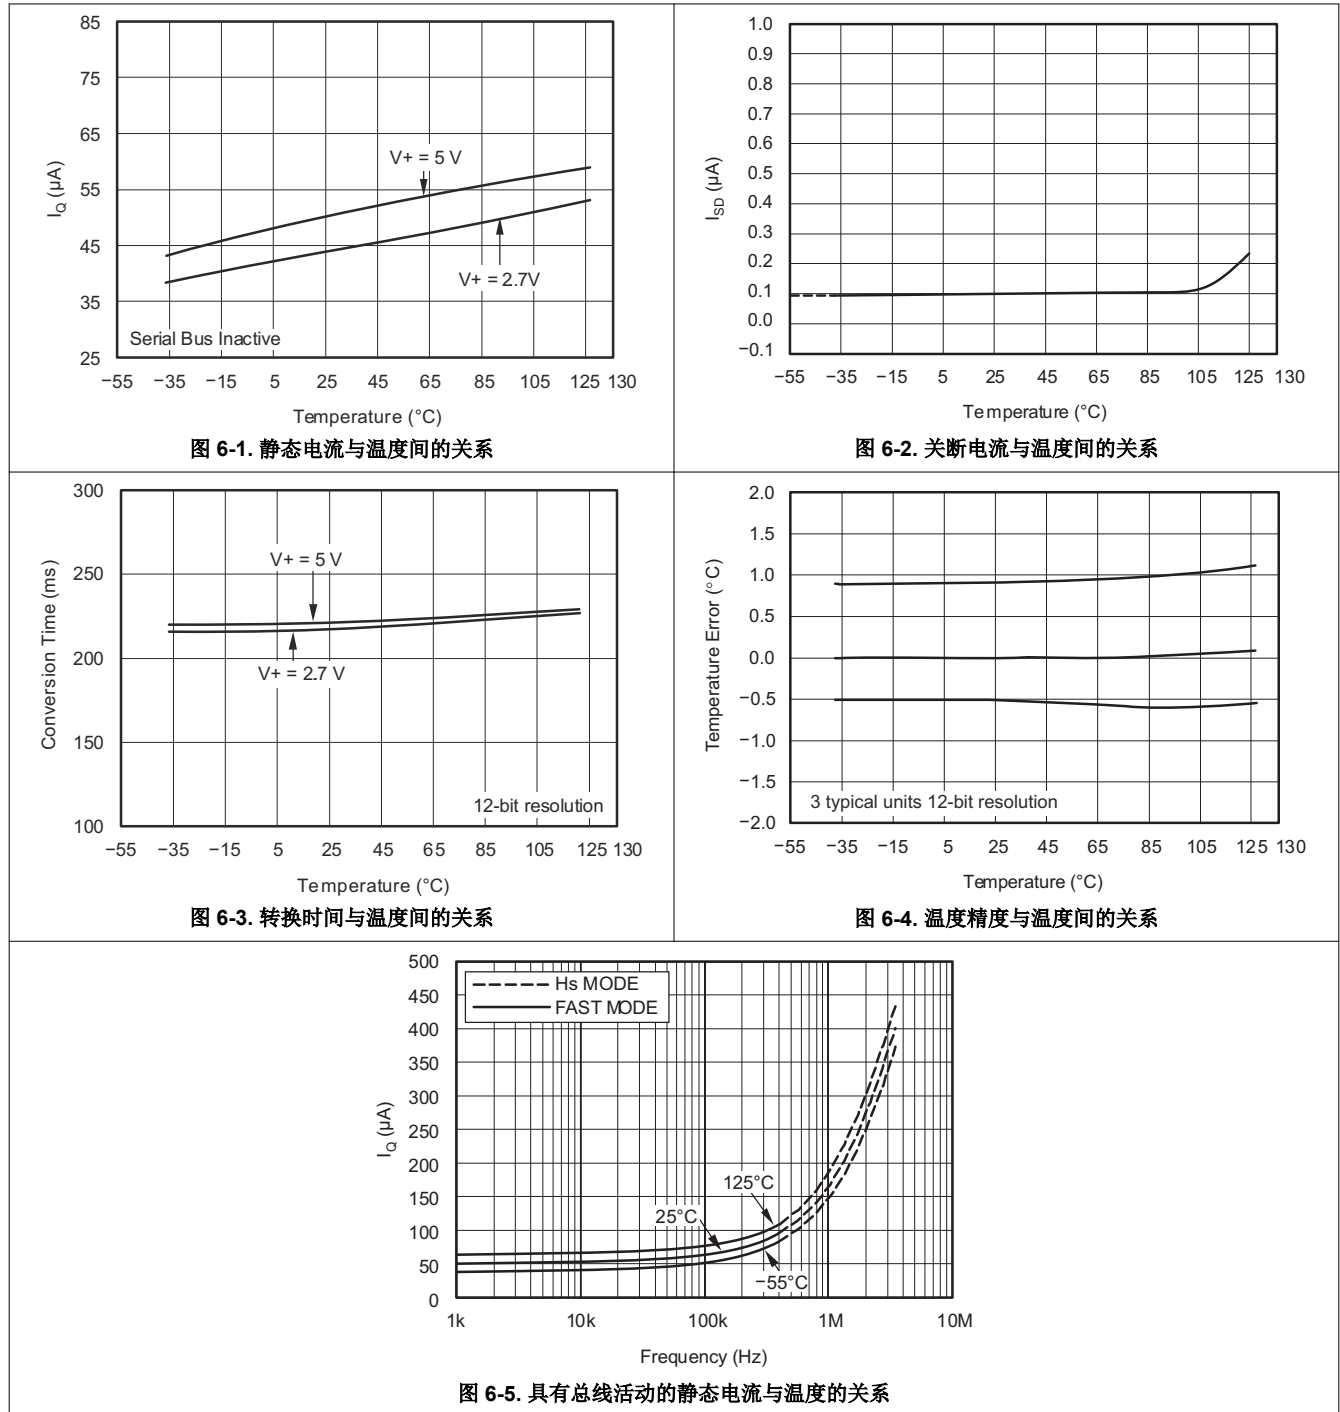 85
75
65
55
45
35
25
I_Q (µA)
V+ = 5 V
V+ = 2.7V
Serial Bus Inactive
−55 −35 −15 5 25 45 65 85 105 125 130
Temperature (°C)
图 6-1. 静态电流与温度间的关系
1.0
0.9
0.8
0.7
0.6
0.5
0.4
0.3
0.2
0.1
0.0
−0.1
I_SD (µA)
−55 −35 −15 5 25 45 65 85 105 125 130
Temperature (°C)
图 6-2. 关断电流与温度间的关系
300
250
200
150
100
Conversion Time (ms)
V+ = 5 V
V+ = 2.7 V
12-bit resolution
−55 −35 −15 5 25 45 65 85 105 125 130
Temperature (°C)
图 6-3. 转换时间与温度间的关系
2.0
1.5
1.0
0.5
0.0
−0.5
−1.0
−1.5
−2.0
Temperature Error (°C)
3 typical units 12-bit resolution
−55 −35 −15 5 25 45 65 85 105 125 130
Temperature (°C)
图 6-4. 温度精度与温度间的关系
500
450
400
350
300
250
200
150
100
50
0
I_Q (µA)
Hs MODE
FAST MODE
125°C
25°C
−55°C
1k 10k 100k 1M 10M
Frequency (Hz)
图 6-5. 具有总线活动的静态电流与温度的关系